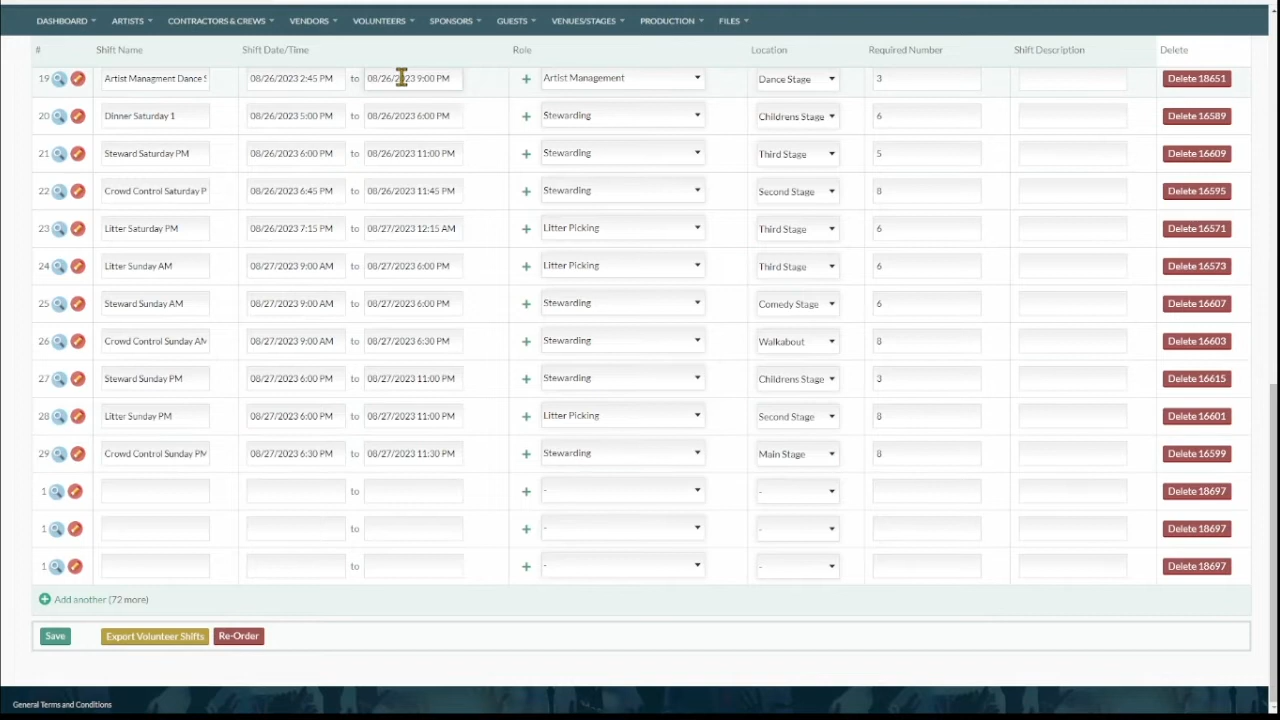 DASHBOARD ARTISTS CONTRACTORS & CREWS VENDORS VOLUNTEERS SPONSORS GUESTS VENUES/STAGES PRODUCTION FILES
# Shift Name Shift Date/Time Role Location Required Number Shift Description Delete
19 Artist Managment Dance S 08/26/2023 2:45 PM to 08/26/2023 9:00 PM + Artist Management Dance Stage 3 Delete 18651
20 Dinner Saturday 1 08/26/2023 5:00 PM to 08/26/2023 6:00 PM + Stewarding Childrens Stage 6 Delete 16589
21 Steward Saturday PM 08/26/2023 6:00 PM to 08/26/2023 11:00 PM + Stewarding Third Stage 5 Delete 16609
22 Crowd Control Saturday P 08/26/2023 6:45 PM to 08/26/2023 11:45 PM + Stewarding Second Stage 8 Delete 16595
23 Litter Saturday PM 08/26/2023 7:15 PM to 08/27/2023 12:15 AM + Litter Picking Third Stage 6 Delete 16571
24 Litter Sunday AM 08/27/2023 9:00 AM to 08/27/2023 6:00 PM + Litter Picking Third Stage 6 Delete 16573
25 Steward Sunday AM 08/27/2023 9:00 AM to 08/27/2023 6:00 PM + Stewarding Comedy Stage 6 Delete 16607
26 Crowd Control Sunday AM 08/27/2023 9:00 AM to 08/27/2023 6:30 PM + Stewarding Walkabout 8 Delete 16603
27 Steward Sunday PM 08/27/2023 6:00 PM to 08/27/2023 11:00 PM + Stewarding Childrens Stage 3 Delete 16615
28 Litter Sunday PM 08/27/2023 6:00 PM to 08/27/2023 11:00 PM + Litter Picking Second Stage 8 Delete 16601
29 Crowd Control Sunday PM 08/27/2023 6:30 PM to 08/27/2023 11:30 PM + Stewarding Main Stage 8 Delete 16599
1 to + - - Delete 18697
1 to + - - Delete 18697
1 to + - - Delete 18697
Add another (72 more)
Save Export Volunteer Shifts Re-Order
General Terms and Conditions